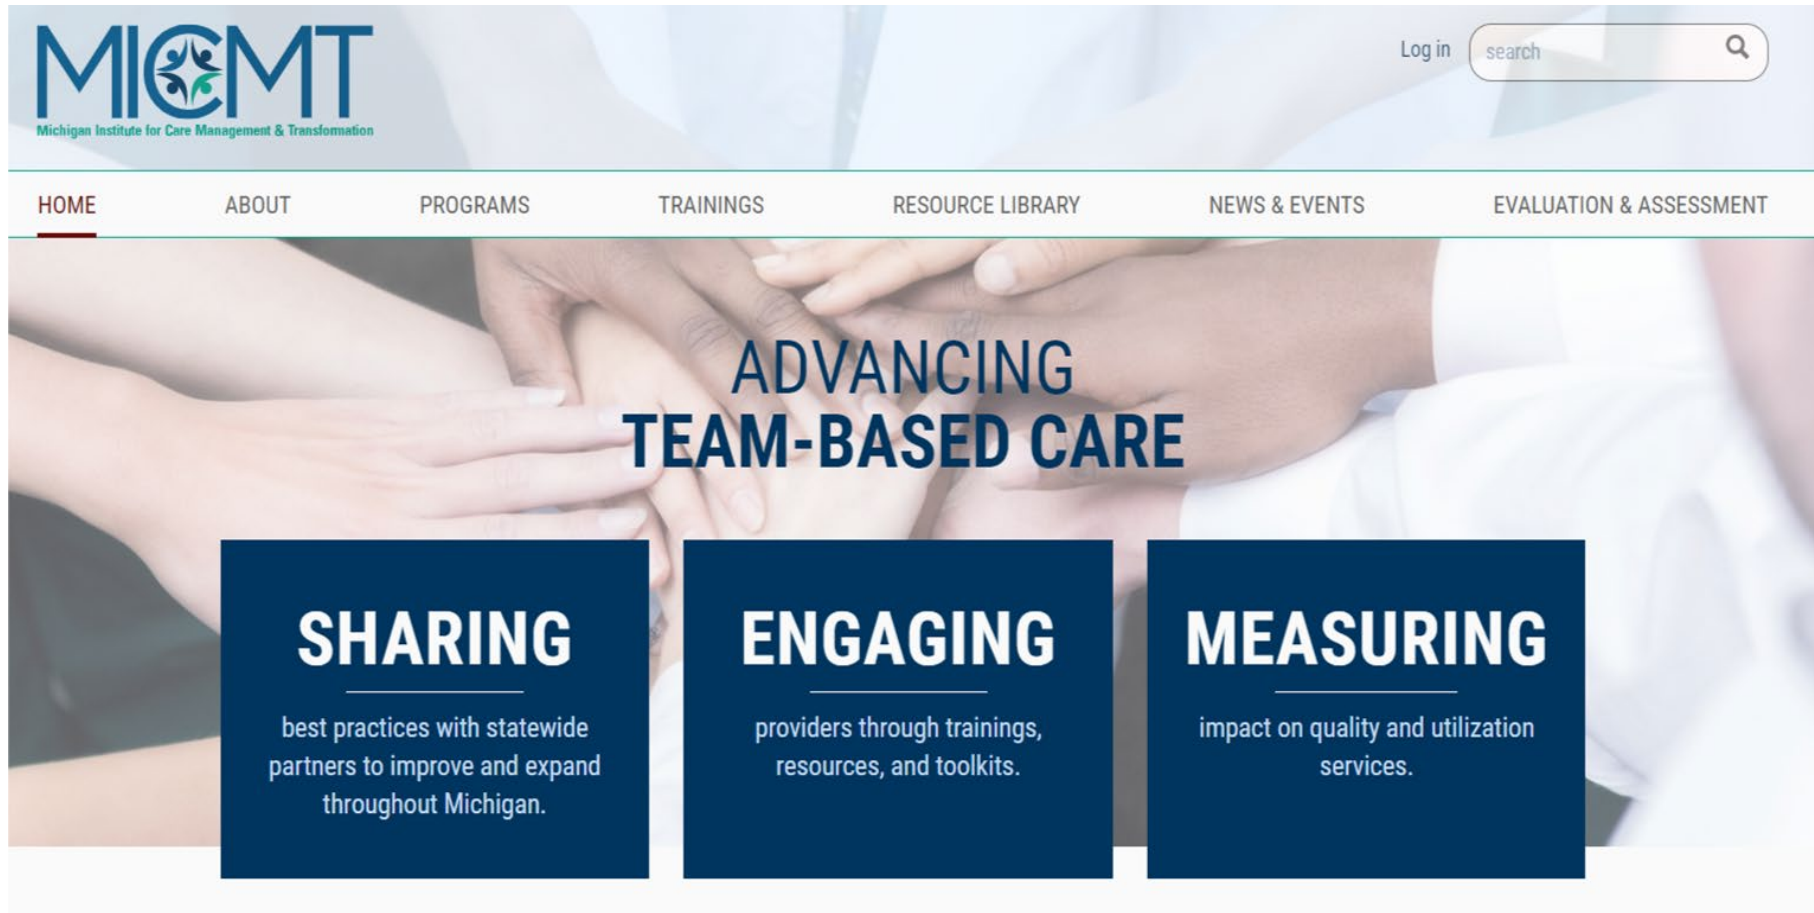 MICMT
Michigan Institute for Care Management & Transformation
Log in
search
HOME
ABOUT
PROGRAMS
TRAININGS
RESOURCE LIBRARY
NEWS & EVENTS
EVALUATION & ASSESSMENT
ADVANCING
TEAM-BASED CARE
SHARING
best practices with statewide
partners to improve and expand
throughout Michigan.
ENGAGING
providers through trainings,
resources, and toolkits.
MEASURING
impact on quality and utilization
services.